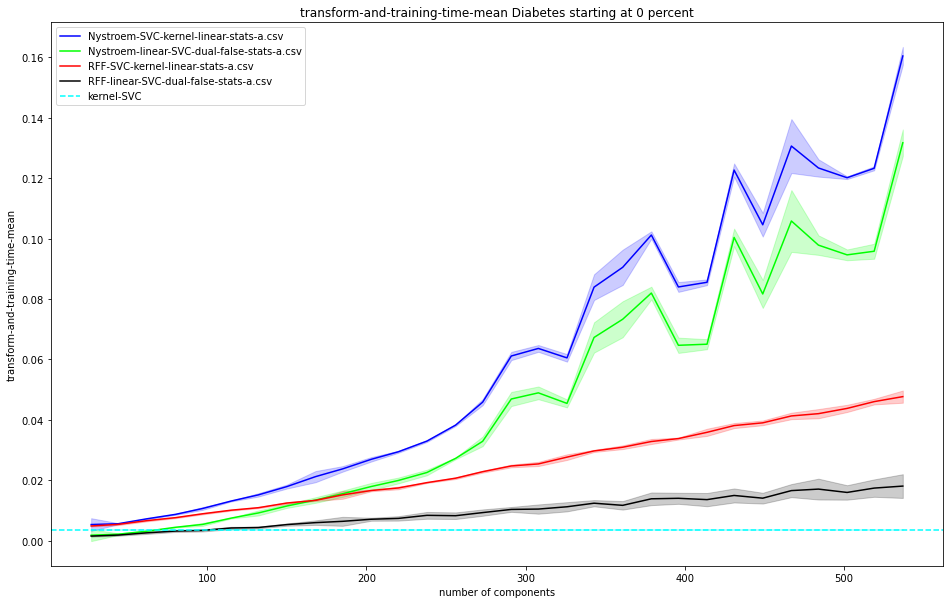 transform-and-training-time-mean Diabetes starting at 0 percent
Nystroem-SVC-kernel-linear-stats-a.csv
Nystroem-linear-SVC-dual-false-stats-a.csv
RFF-SVC-kernel-linear-stats-a.csv
RFF-linear-SVC-dual-false-stats-a.csv
kernel-SVC
transform-and-training-time-mean
0.16
0.14
0.12
0.10
0.08
0.06
0.04
0.02
0.00
100
200
300
400
500
number of components